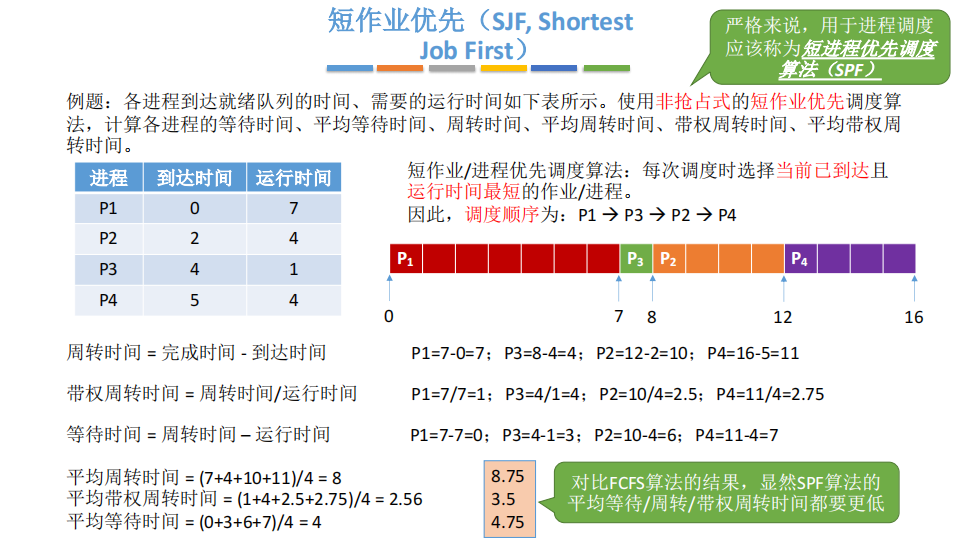 短作业优先（SJF, Shortest
Job First）
严格来说，用于进程调度
应该称为短进程优先调度
算法（SPF）
例题：各进程到达就绪队列的时间、需要的运行时间如下表所示。使用非抢占式的短作业优先调度算
法，计算各进程的等待时间、平均等待时间、周转时间、平均周转时间、带权周转时间、平均带权周
转时间。
进程 到达时间 运行时间
P1 0 7
P2 2 4
P3 4 1
P4 5 4
短作业/进程优先调度算法：每次调度时选择当前已到达且
运行时间最短的作业/进程。
因此，调度顺序为：P1 → P3 → P2 → P4
P1 P3 P2 P4
0 7 8 12 16
周转时间 = 完成时间 - 到达时间 P1=7-0=7；P3=8-4=4；P2=12-2=10；P4=16-5=11
带权周转时间 = 周转时间/运行时间 P1=7/7=1；P3=4/1=4；P2=10/4=2.5；P4=11/4=2.75
等待时间 = 周转时间 – 运行时间 P1=7-7=0；P3=4-1=3；P2=10-4=6；P4=11-4=7
平均周转时间 = (7+4+10+11)/4 = 8
平均带权周转时间 = (1+4+2.5+2.75)/4 = 2.56
平均等待时间 = (0+3+6+7)/4 = 4
8.75
3.5
4.75
对比FCFS算法的结果，显然SPF算法的
平均等待/周转/带权周转时间都要更低